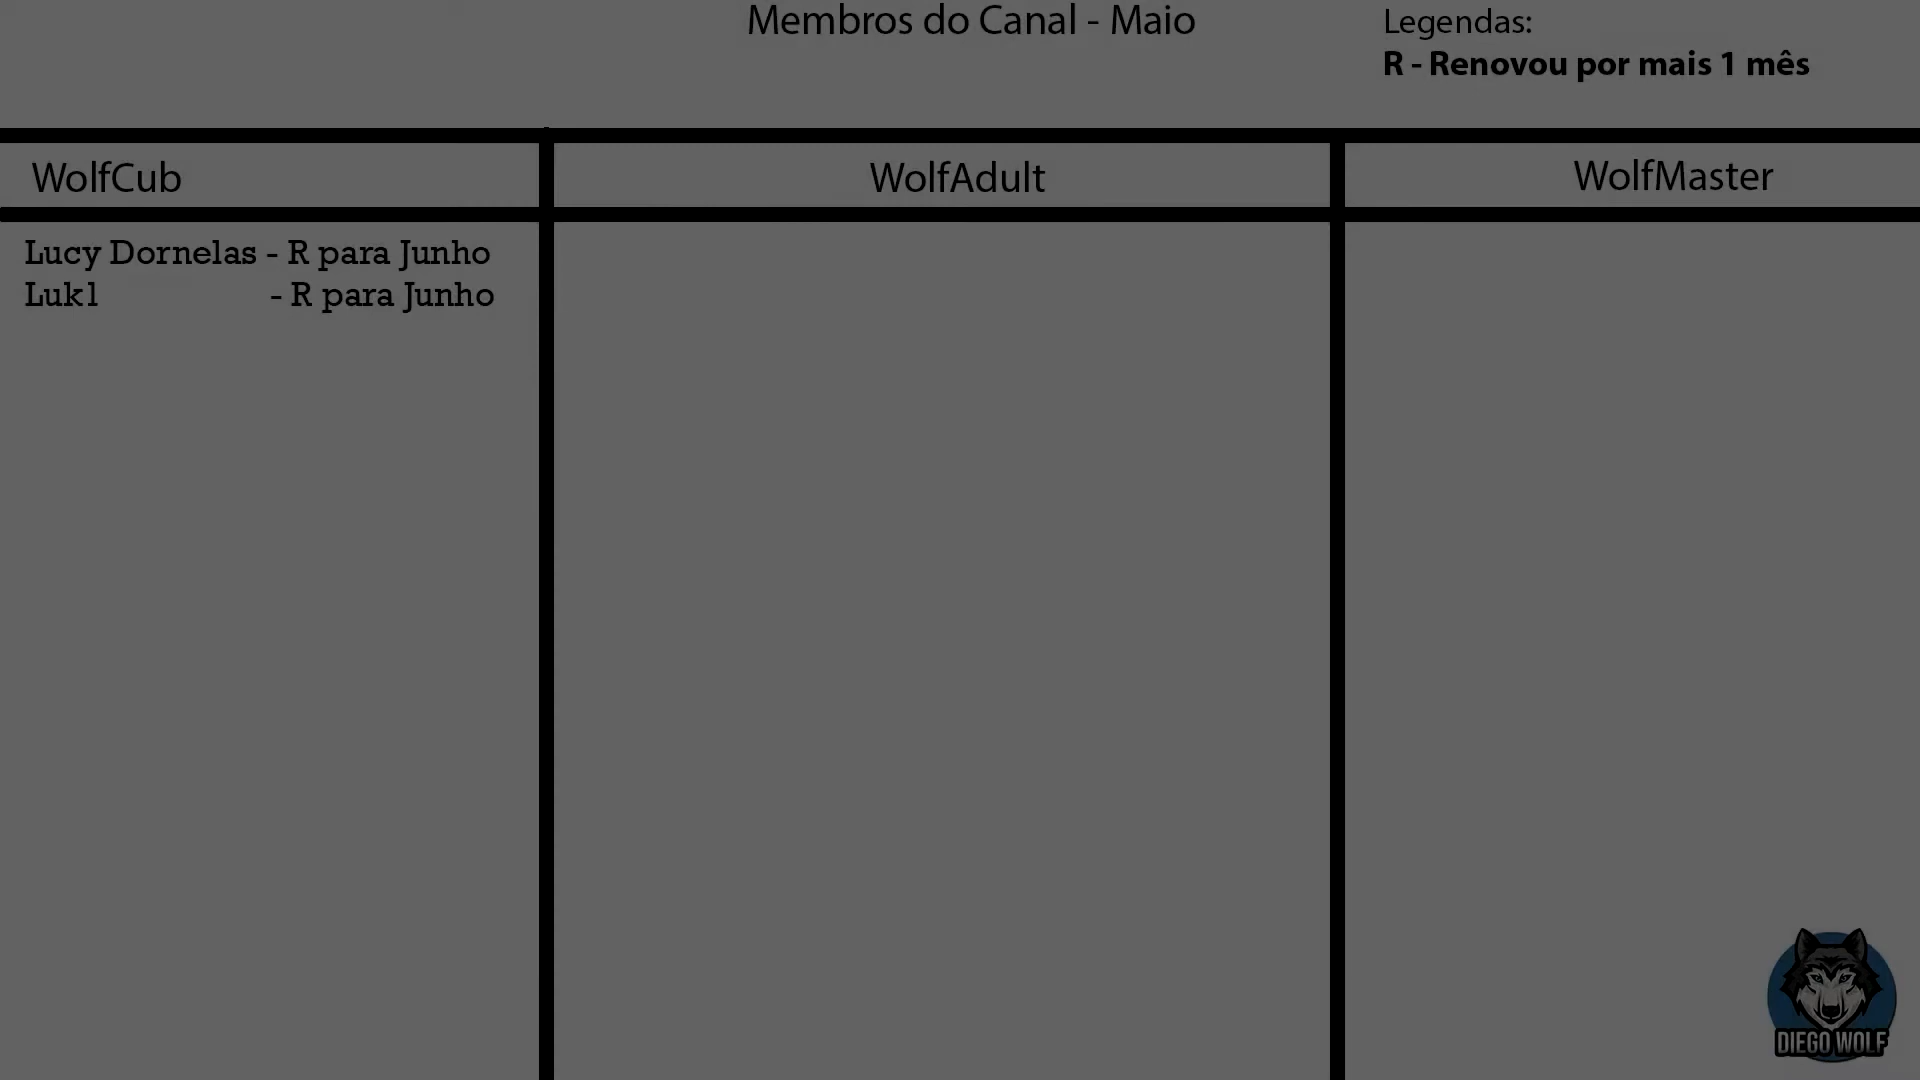 Membros do Canal - Maio
Legendas:
R - Renovou por mais 1 mês
WolfCub
WolfAdult
WolfMaster
Lucy Dornelas - R para Junho
Luk1 - R para Junho
DIEGO WOLF